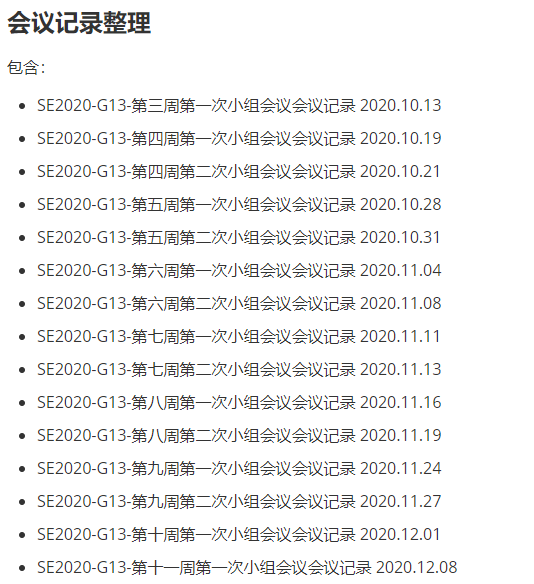 会议记录整理
包含：
SE2020-G13-第三周第一次小组会议会议记录 2020.10.13
SE2020-G13-第四周第一次小组会议会议记录 2020.10.19
SE2020-G13-第四周第二次小组会议会议记录 2020.10.21
SE2020-G13-第五周第一次小组会议会议记录 2020.10.28
SE2020-G13-第五周第二次小组会议会议记录 2020.10.31
SE2020-G13-第六周第一次小组会议会议记录 2020.11.04
SE2020-G13-第六周第二次小组会议会议记录 2020.11.08
SE2020-G13-第七周第一次小组会议会议记录 2020.11.11
SE2020-G13-第七周第二次小组会议会议记录 2020.11.13
SE2020-G13-第八周第一次小组会议会议记录 2020.11.16
SE2020-G13-第八周第二次小组会议会议记录 2020.11.19
SE2020-G13-第九周第一次小组会议会议记录 2020.11.24
SE2020-G13-第九周第二次小组会议会议记录 2020.11.27
SE2020-G13-第十周第一次小组会议会议记录 2020.12.01
SE2020-G13-第十一周第一次小组会议会议记录 2020.12.08